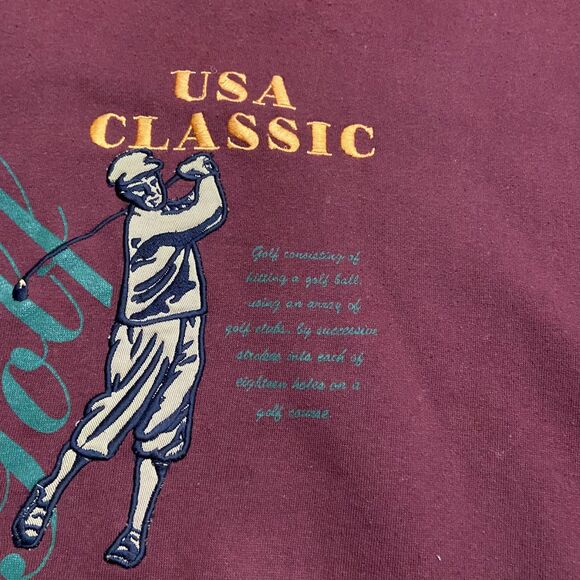 USA
CLASSIC
Golf
Golf consisting of
hitting a golf ball,
using an array of
golf clubs, by successive
strokes into each of
eighteen holes on a
golf course.